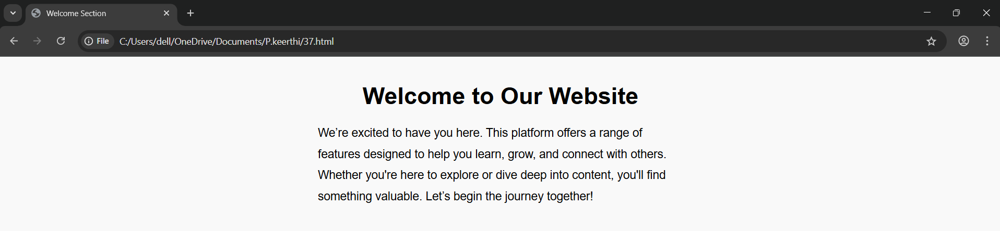 Welcome Section
File C:/Users/dell/OneDrive/Documents/P.keerthi/37.html
Welcome to Our Website
We’re excited to have you here. This platform offers a range of
features designed to help you learn, grow, and connect with others.
Whether you're here to explore or dive deep into content, you'll find
something valuable. Let’s begin the journey together!